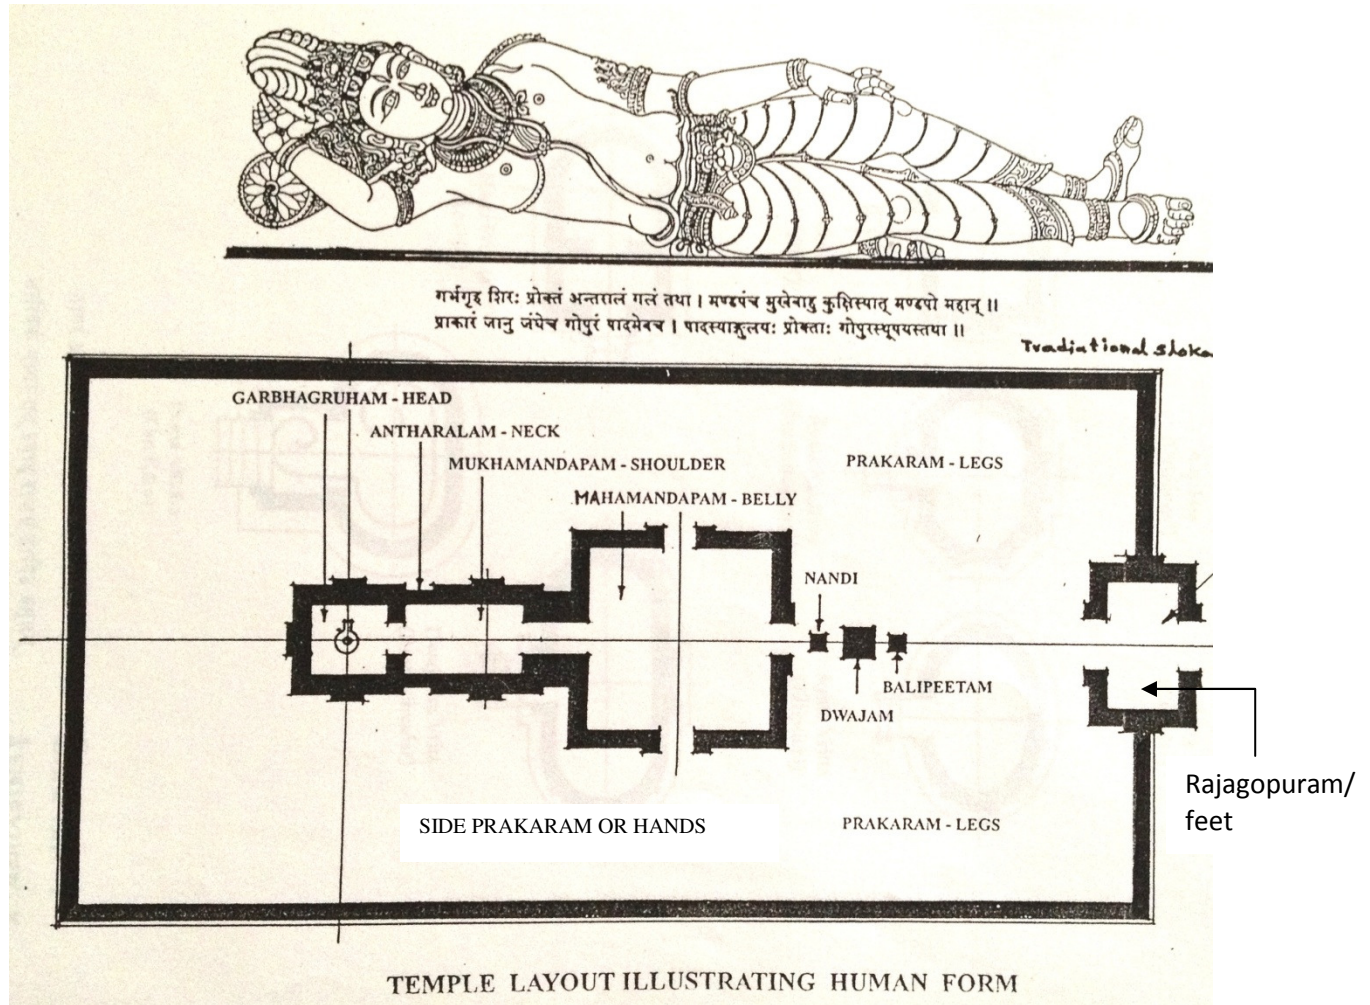 गर्भगृह शिरः प्रोक्तं अन्तरालं गलं तथा । मण्डपंच मुखेबाहु कुक्षिस्यात् मण्डपो महान् ॥
प्राकारं जानु जंघेच गोपुरं पादमेवच । पादस्याङ्गुलयः प्रोक्ताः गोपुरस्थूपयस्तथा ॥
Tradiational sloka
GARBHAGRUHAM - HEAD
ANTHARALAM - NECK
MUKHAMANDAPAM - SHOULDER
PRAKARAM - LEGS
MAHAMANDAPAM - BELLY
NANDI
BALIPEETAM
DWAJAM
Rajagopuram/
feet
SIDE PRAKARAM OR HANDS
PRAKARAM - LEGS
TEMPLE LAYOUT ILLUSTRATING HUMAN FORM